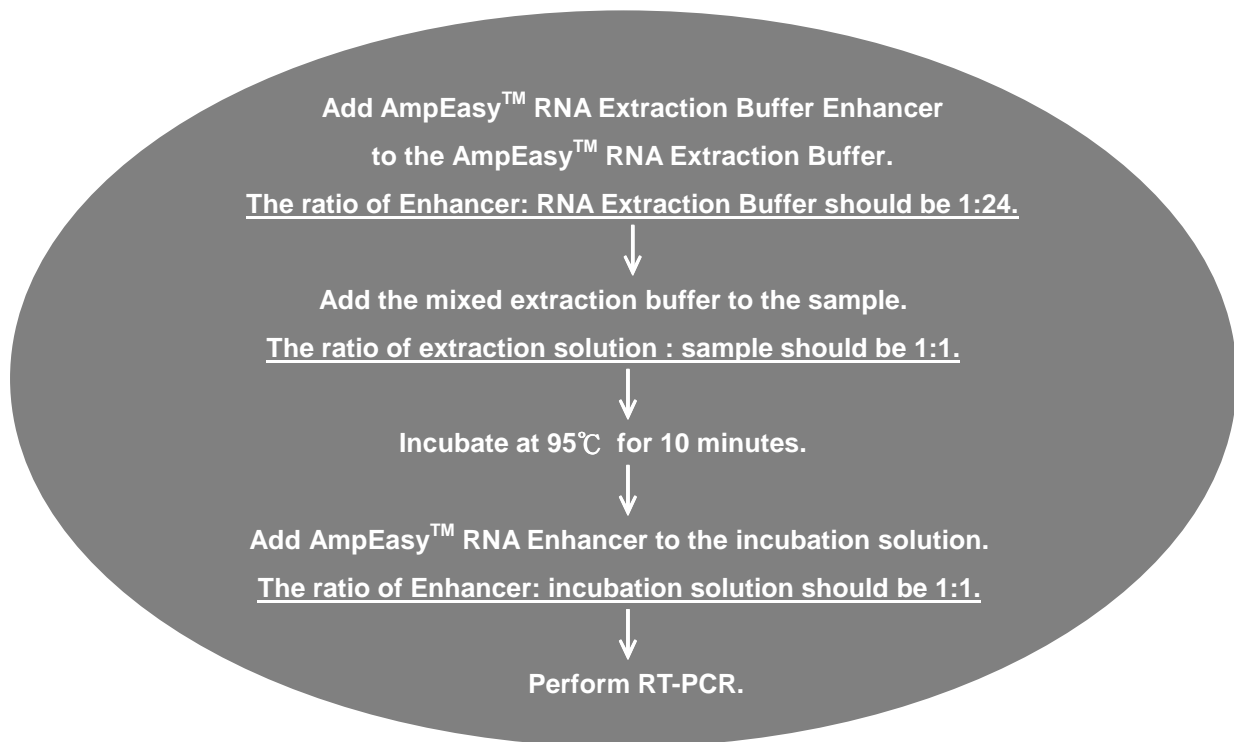 Add AmpEasy™ RNA Extraction Buffer Enhancer
to the AmpEasy™ RNA Extraction Buffer.
The ratio of Enhancer: RNA Extraction Buffer should be 1:24.
Add the mixed extraction buffer to the sample.
The ratio of extraction solution : sample should be 1:1.
Incubate at 95℃ for 10 minutes.
Add AmpEasy™ RNA Enhancer to the incubation solution.
The ratio of Enhancer: incubation solution should be 1:1.
Perform RT-PCR.